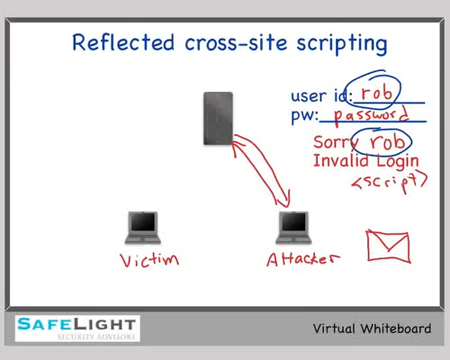 Reflected cross-site scripting
user id: rob
pw: password
Sorry rob
Invalid Login
<script>
Victim
Attacker
SAFELIGHT
SECURITY ADVISORS
Virtual Whiteboard